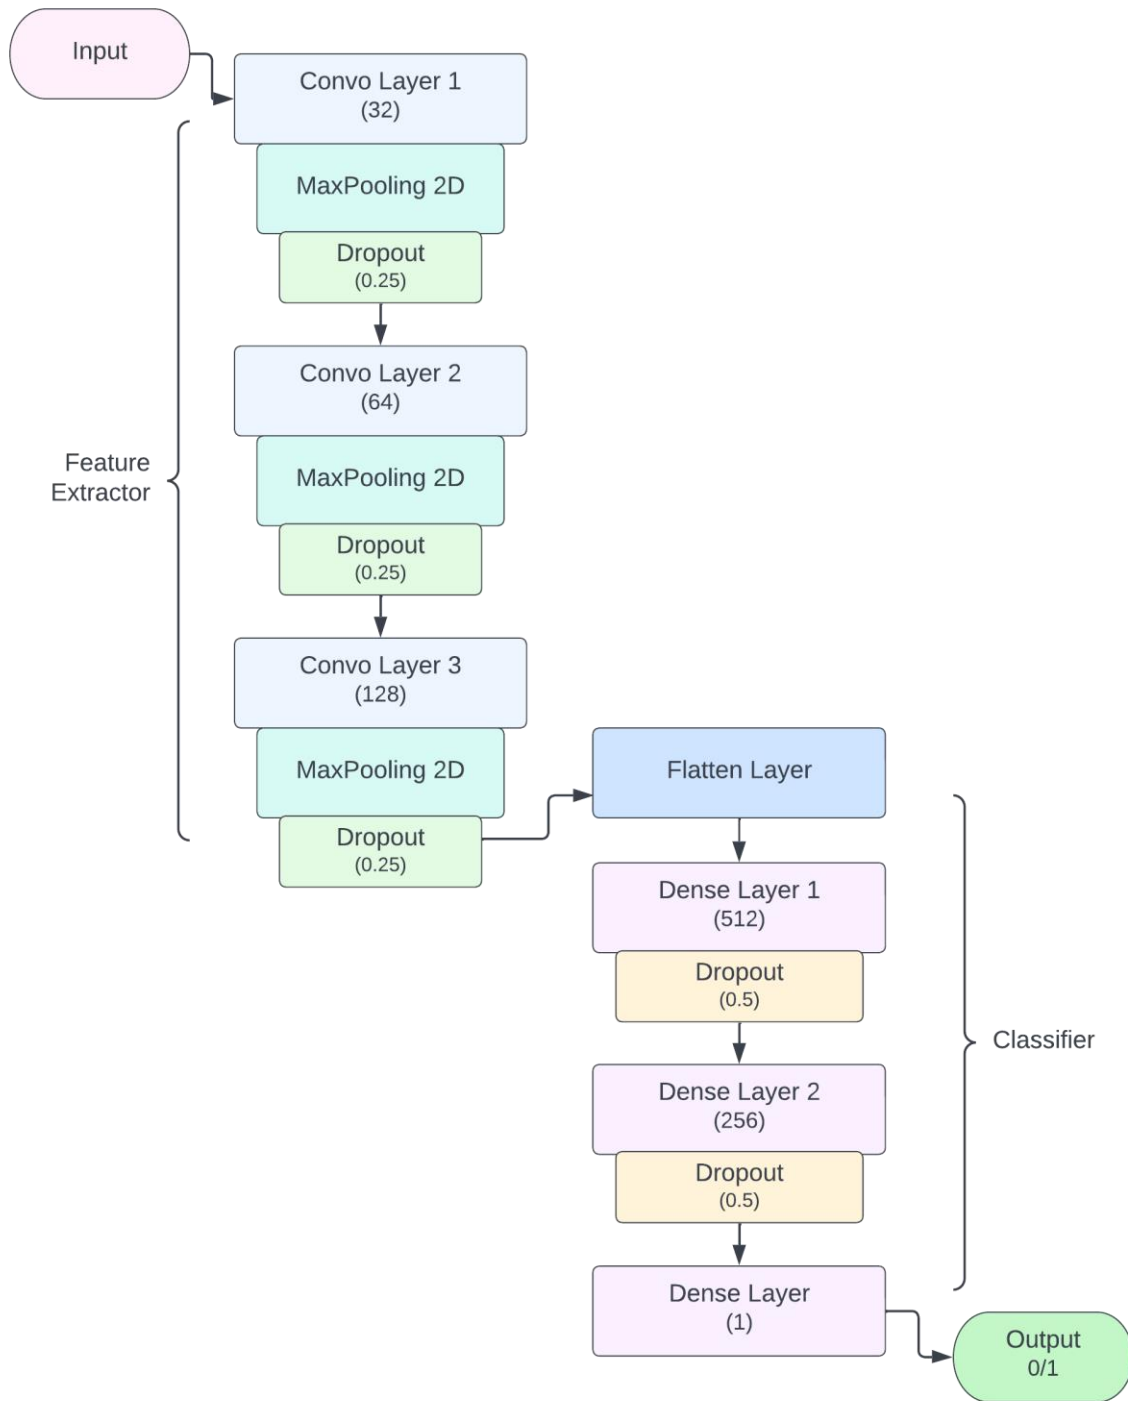 Input
Convo Layer 1
(32)
MaxPooling 2D
Dropout
(0.25)
Convo Layer 2
(64)
MaxPooling 2D
Dropout
(0.25)
Feature
Extractor
Convo Layer 3
(128)
MaxPooling 2D
Dropout
(0.25)
Flatten Layer
Dense Layer 1
(512)
Dropout
(0.5)
Dense Layer 2
(256)
Dropout
(0.5)
Classifier
Dense Layer
(1)
Output
0/1